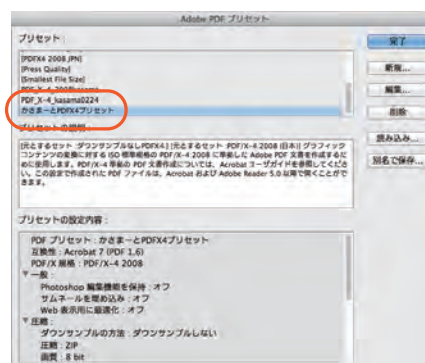 Adobe PDF プリセット
プリセット :
[PDFX4 2008 JPN]
[Press Quality]
[Smallest File Size]
PDF_X-4_kasama0224
かさまーとPDFX4プリセット
プリセットの説明 :
[元とするセット ダウンサンプルなしPDFX4] [元とするセット PDF/X-4:2008 (日本)] グラフィック
コンテンツの変換に対する ISO 標準規格の PDF/X-4 2008 に準拠した Adobe PDF 文書を作成するた
めに使用します。PDF/X-4 準拠の PDF 文書作成については、Acrobat ユーザガイドを参照してくださ
い。この設定で作成された PDF ファイルは、Acrobat および Adobe Reader 5.0 以降で開くことがで
きます。
プリセットの設定内容 :
PDF プリセット : かさまーとPDFX4プリセット
互換性 : Acrobat 7 (PDF 1.6)
PDF/X 規格 : PDF/X-4 2008
▼ 一般 :
Photoshop 編集機能を保持 : オフ
サムネールを埋め込み : オフ
Web 表示用に最適化 : オフ
▼ 圧縮 :
ダウンサンプルの方法 : ダウンサンプルしない
圧縮 : ZIP
画質 : 8 bit
完了
新規...
編集...
削除
読み込み...
別名で保存...